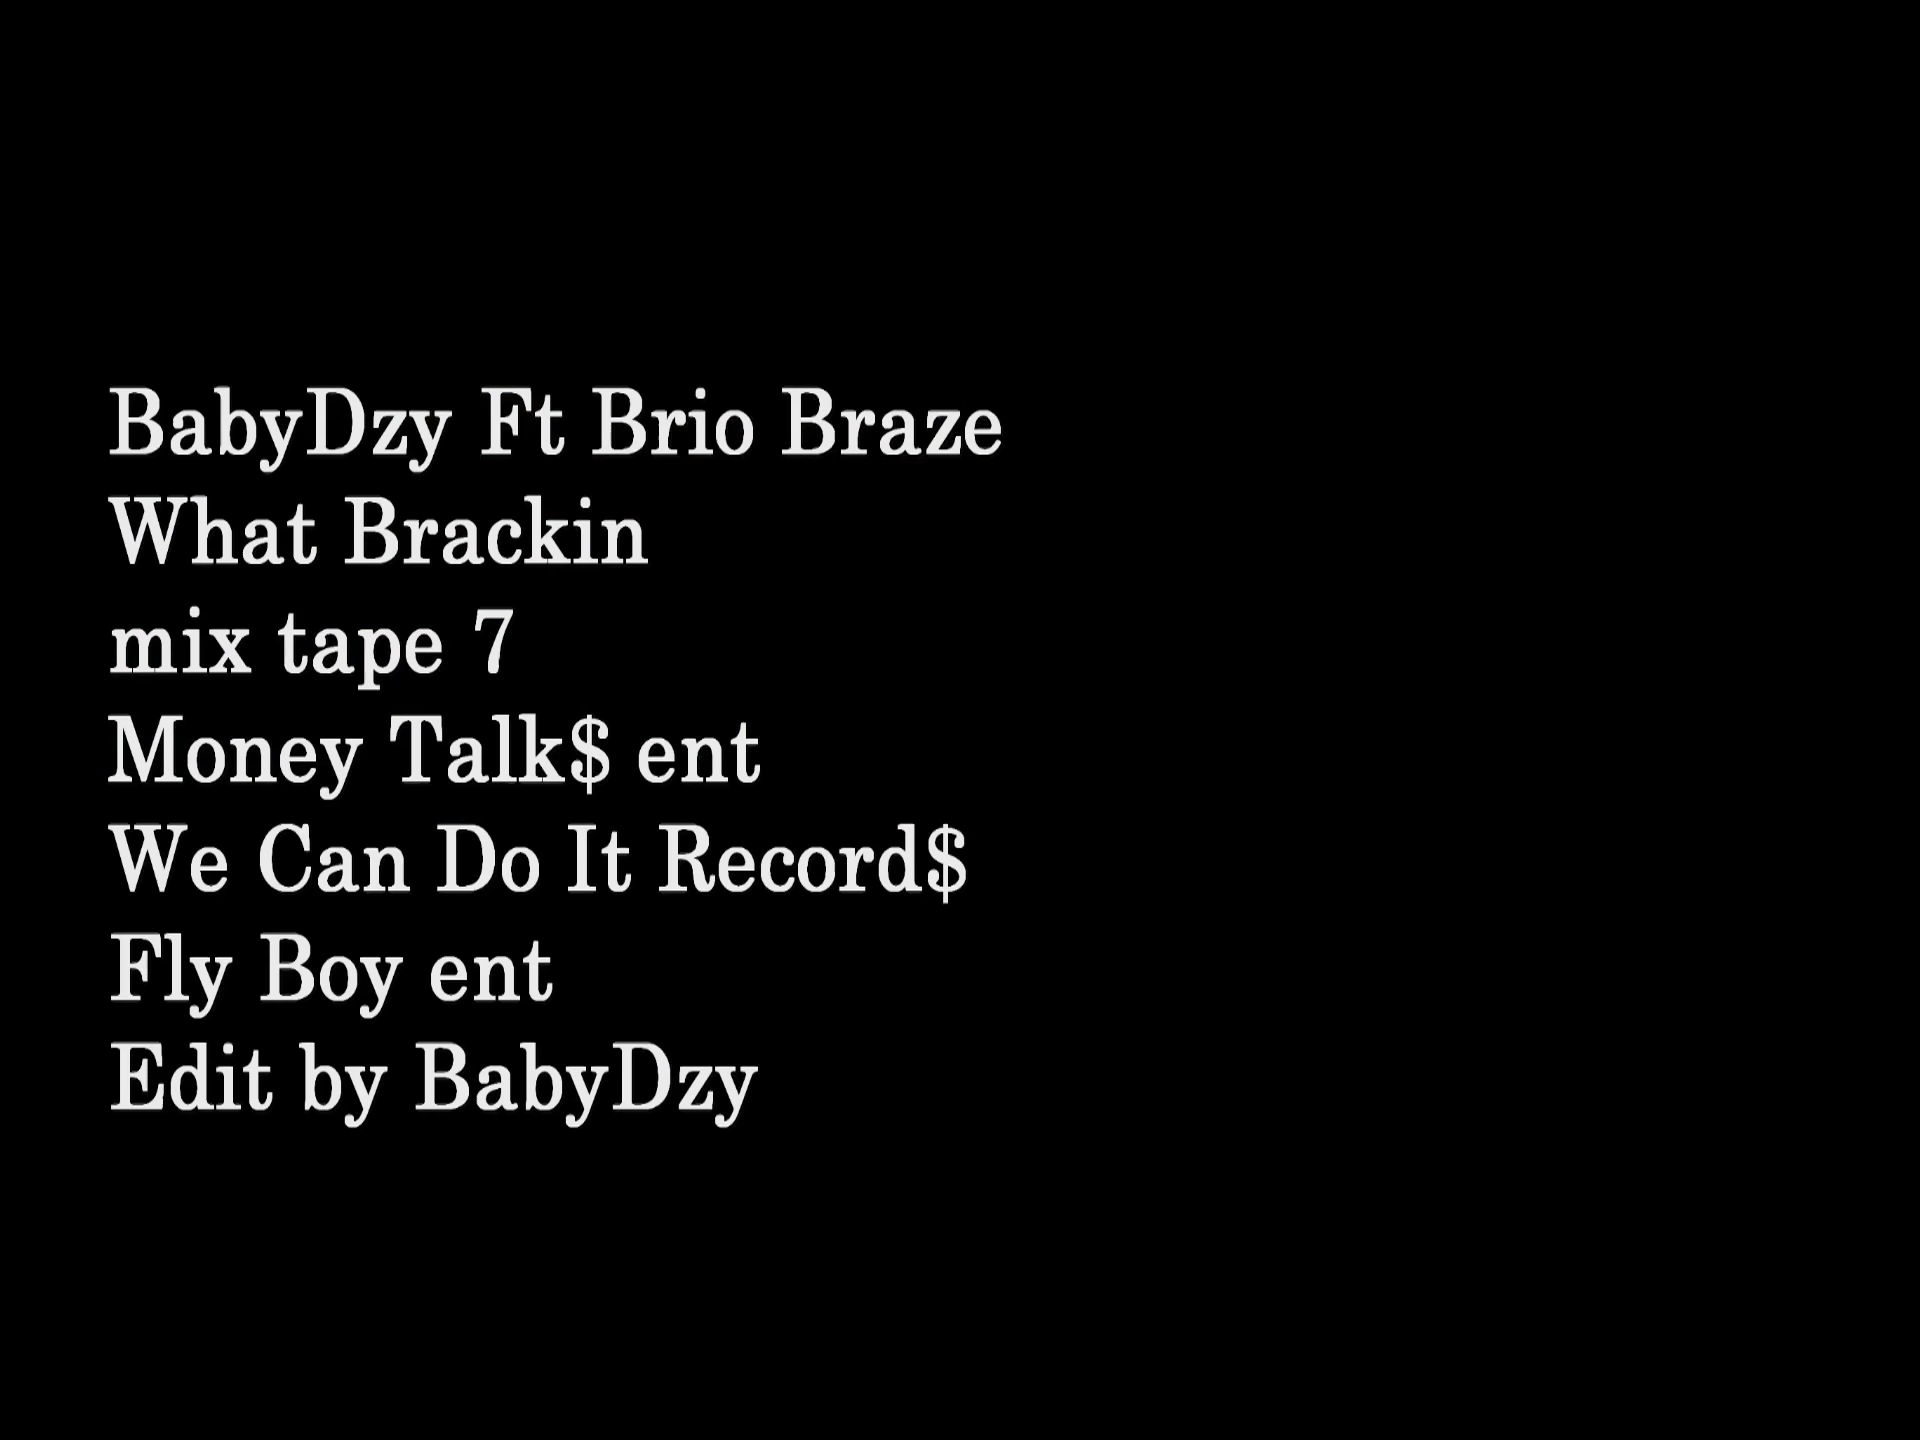 BabyDzy Ft Brio Braze
What Brackin
mix tape 7
Money Talk$ ent
We Can Do It Record$
Fly Boy ent
Edit by BabyDzy